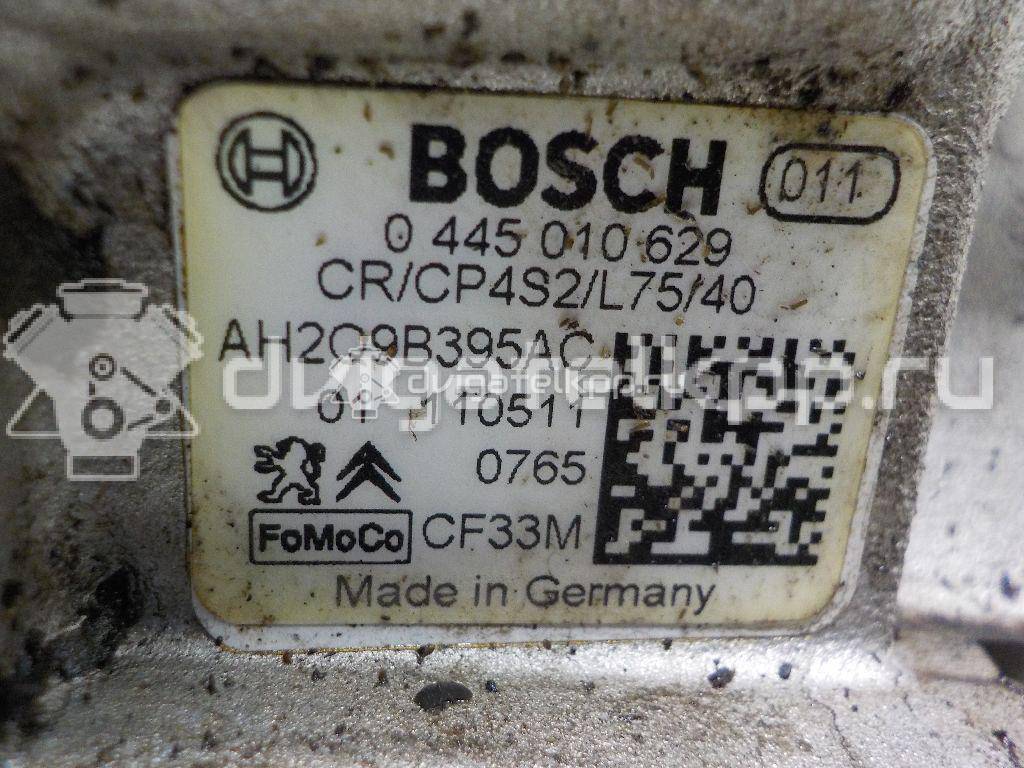 BOSCH 011
0 445 010 629
CR/CP4S2/L75/40
AH2Q9B395AC
01 110511
0765
FoMoCo CF33M
Made in Germany
dvigatelkpp.ru